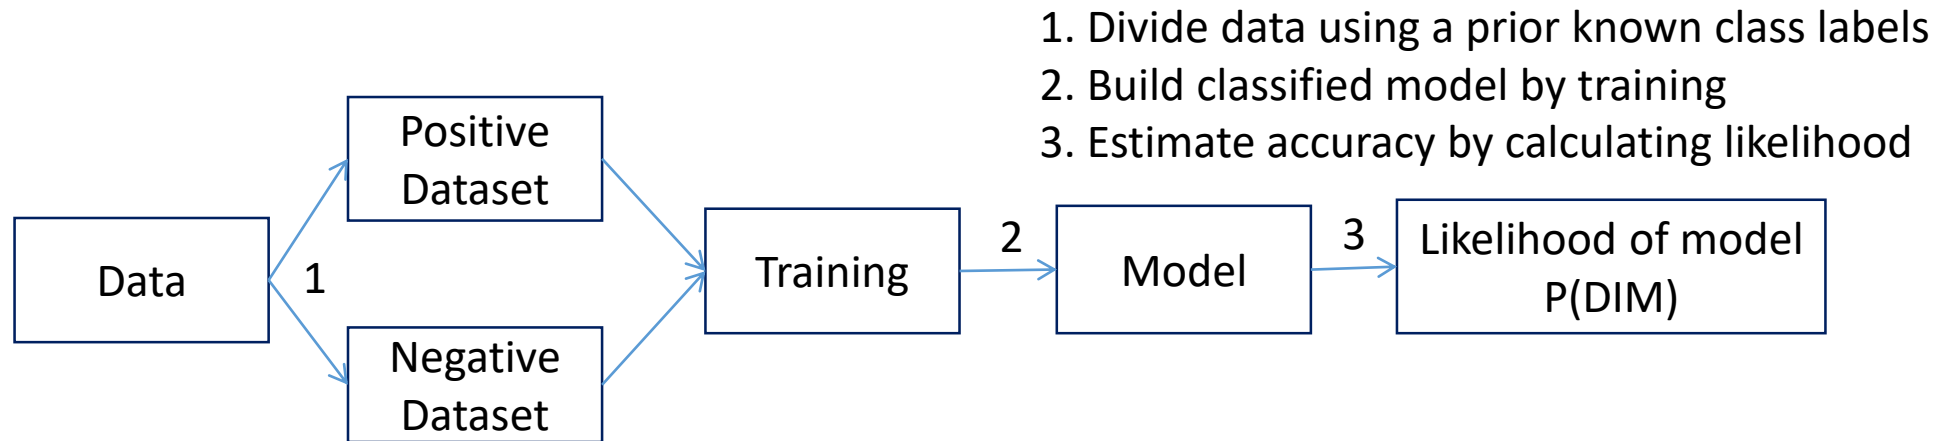 1. Divide data using a prior known class labels
2. Build classified model by training
3. Estimate accuracy by calculating likelihood
Positive
Dataset
Data
1
Negative
Dataset
Training
2
Model
3
Likelihood of model
P(DIM)